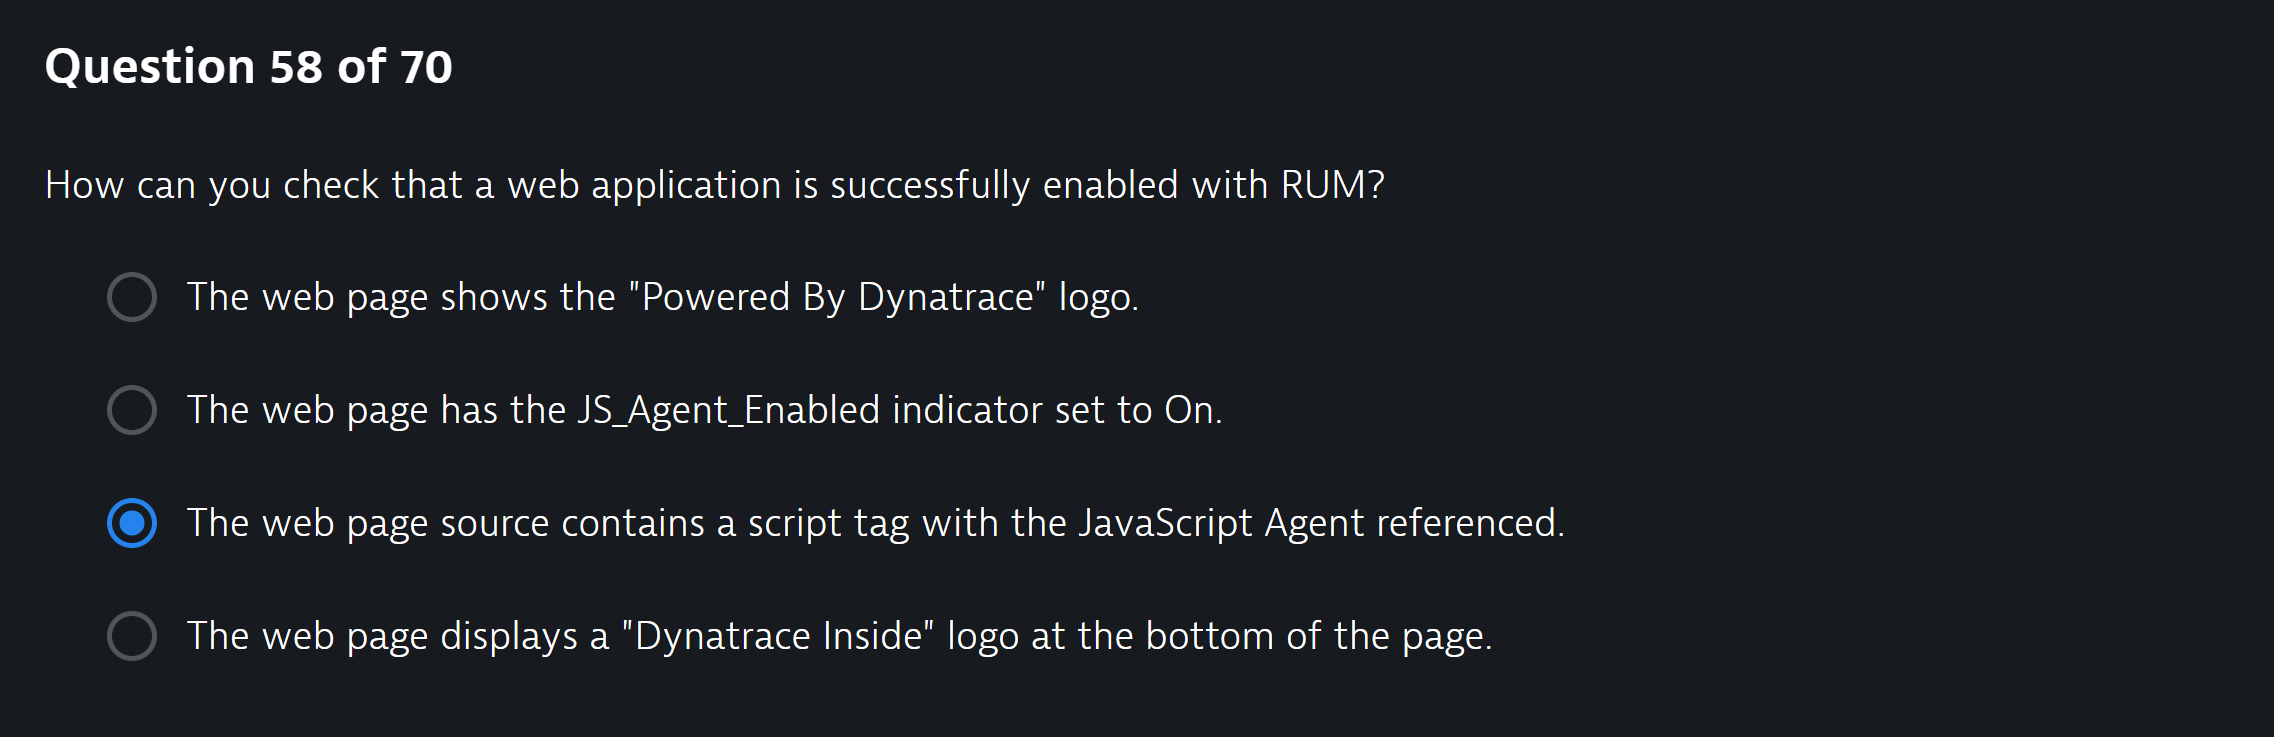 Question 58 of 70
How can you check that a web application is successfully enabled with RUM?
The web page shows the "Powered By Dynatrace" logo.
The web page has the JS_Agent_Enabled indicator set to On.
The web page source contains a script tag with the JavaScript Agent referenced.
The web page displays a "Dynatrace Inside" logo at the bottom of the page.